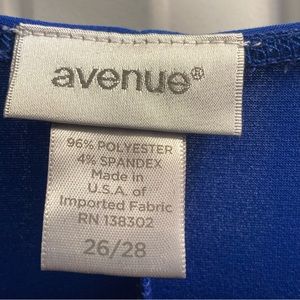 avenue®
96% POLYESTER
4% SPANDEX
Made in
U.S.A. of
Imported Fabric
RN 138302
26/28